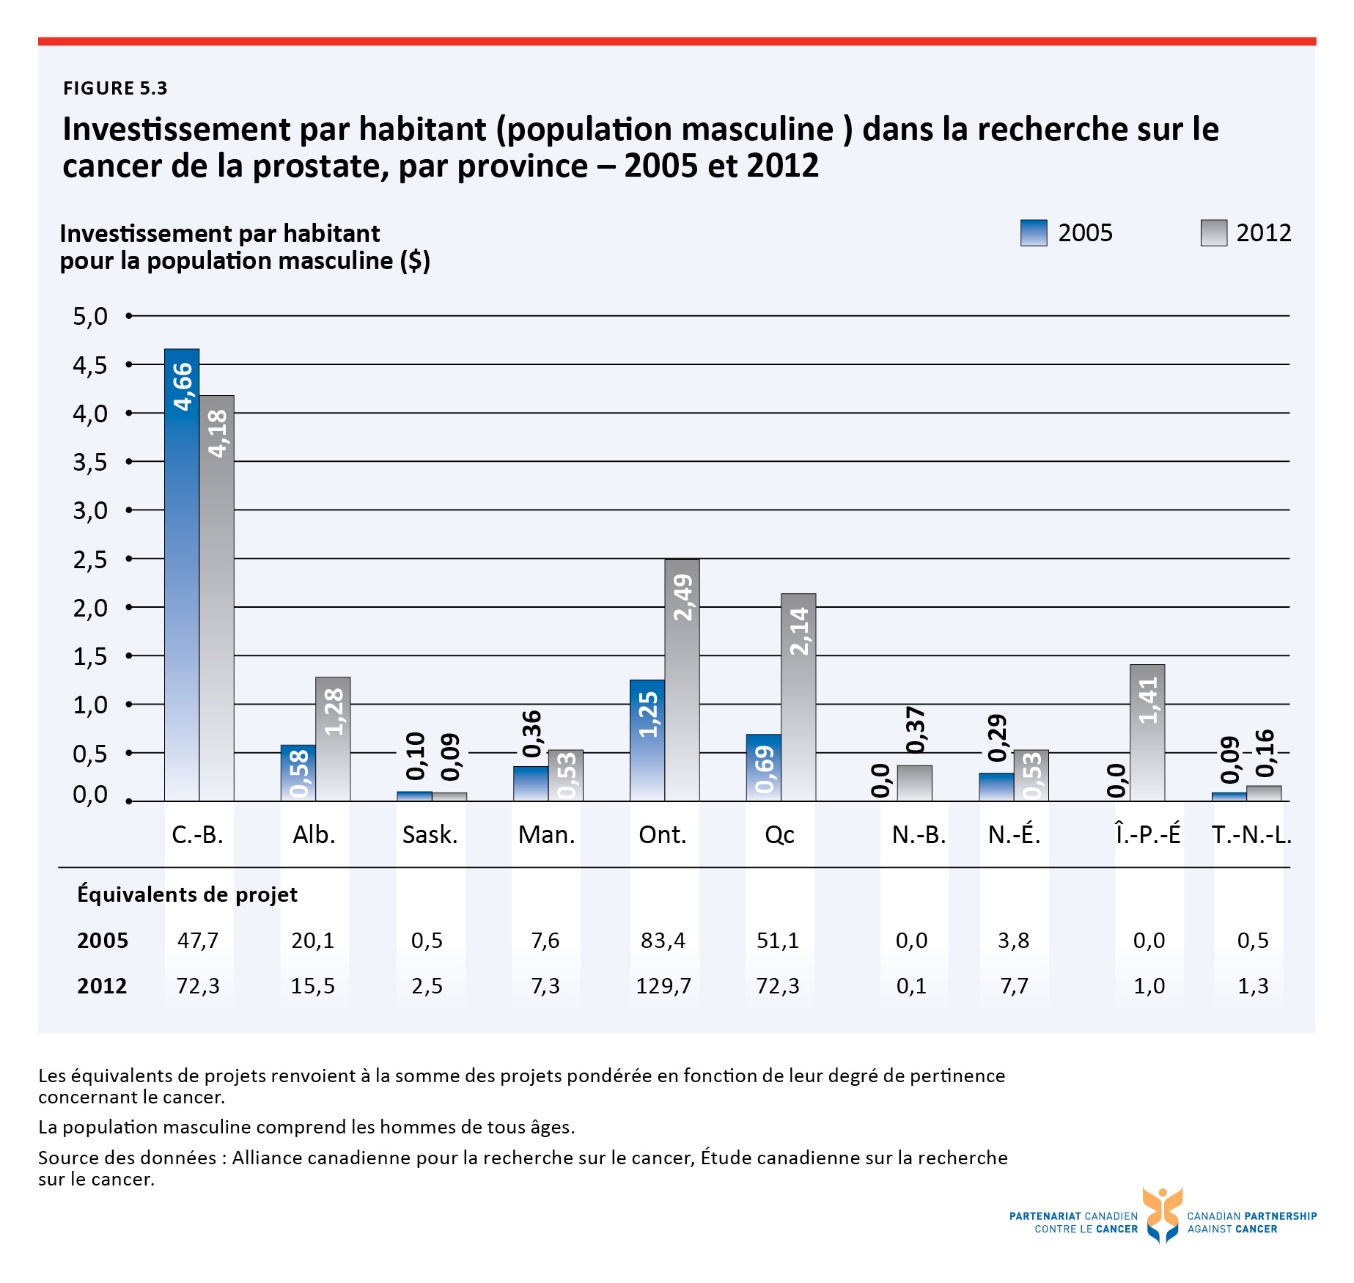 FIGURE 5.3
Investissement par habitant (population masculine ) dans la recherche sur le
cancer de la prostate, par province – 2005 et 2012
Investissement par habitant
pour la population masculine ($)
2005 2012
5,0
4,5
4,0
3,5
3,0
2,5
2,0
1,5
1,0
0,5
0,0
4,66 4,18 0,58 1,28 0,10 0,09 0,36 0,53 1,25 2,49 0,69 2,14 0,0 0,37 0,29 0,53 0,0 1,41 0,09 0,16
C.-B. Alb. Sask. Man. Ont. Qc N.-B. N.-É. Î.-P.-É T.-N.-L.
Équivalents de projet
2005 47,7 20,1 0,5 7,6 83,4 51,1 0,0 3,8 0,0 0,5
2012 72,3 15,5 2,5 7,3 129,7 72,3 0,1 7,7 1,0 1,3
Les équivalents de projets renvoient à la somme des projets pondérée en fonction de leur degré de pertinence
concernant le cancer.
La population masculine comprend les hommes de tous âges.
Source des données : Alliance canadienne pour la recherche sur le cancer, Étude canadienne sur la recherche
sur le cancer.
PARTENARIAT CANADIEN CANADIAN PARTNERSHIP
CONTRE LE CANCER AGAINST CANCER